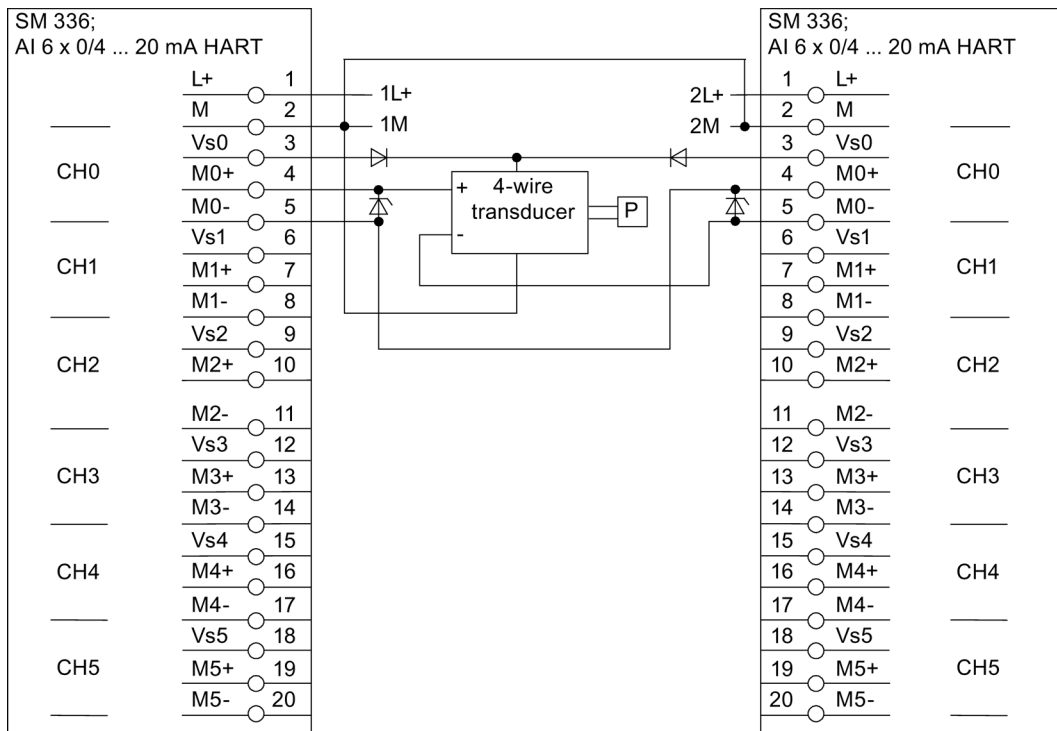 SM 336;
AI 6 x 0/4 ... 20 mA HART
L+ 1
M 2
Vs0 3
CH0
M0+ 4
M0- 5
Vs1 6
CH1
M1+ 7
M1- 8
Vs2 9
CH2
M2+ 10
M2- 11
Vs3 12
CH3
M3+ 13
M3- 14
Vs4 15
CH4
M4+ 16
M4- 17
Vs5 18
CH5
M5+ 19
M5- 20
1L+
1M
2L+
2M
+ 4-wire
transducer
-
P
SM 336;
AI 6 x 0/4 ... 20 mA HART
1 L+
2 M
3 Vs0
CH0
4 M0+
5 M0-
6 Vs1
CH1
7 M1+
8 M1-
9 Vs2
CH2
10 M2+
11 M2-
12 Vs3
CH3
13 M3+
14 M3-
15 Vs4
CH4
16 M4+
17 M4-
18 Vs5
CH5
19 M5+
20 M5-